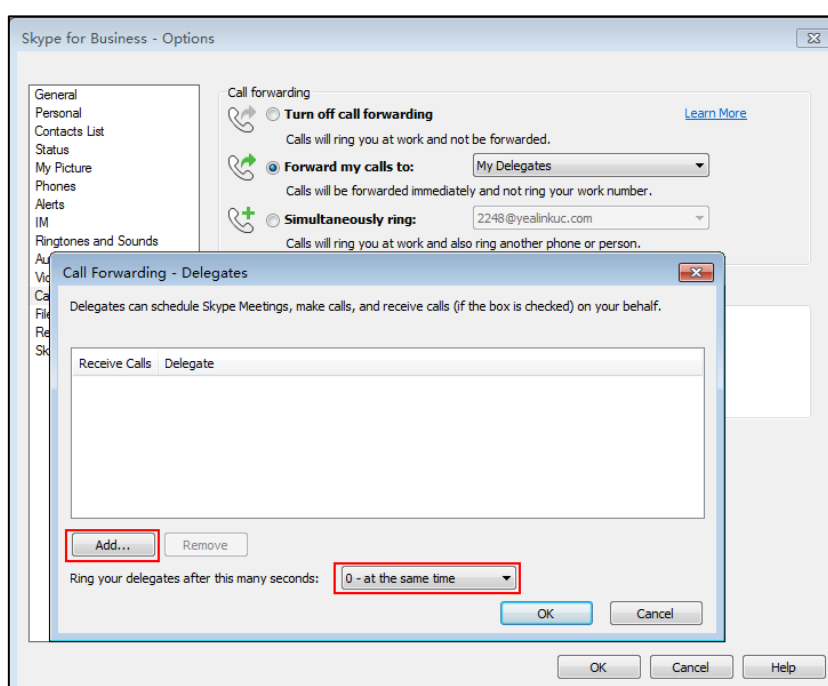 Skype for Business - Options
General
Personal
Contacts List
Status
My Picture
Phones
Alerts
IM
Ringtones and Sounds
Call forwarding
Turn off call forwarding
Learn More
Calls will ring you at work and not be forwarded.
Forward my calls to:
My Delegates
Calls will be forwarded immediately and not ring your work number.
Simultaneously ring:
2248@yealinkuc.com
Calls will ring you at work and also ring another phone or person.
Call Forwarding - Delegates
Delegates can schedule Skype Meetings, make calls, and receive calls (if the box is checked) on your behalf.
Receive Calls Delegate
Add... Remove
Ring your delegates after this many seconds: 0 - at the same time
OK Cancel
OK Cancel Help